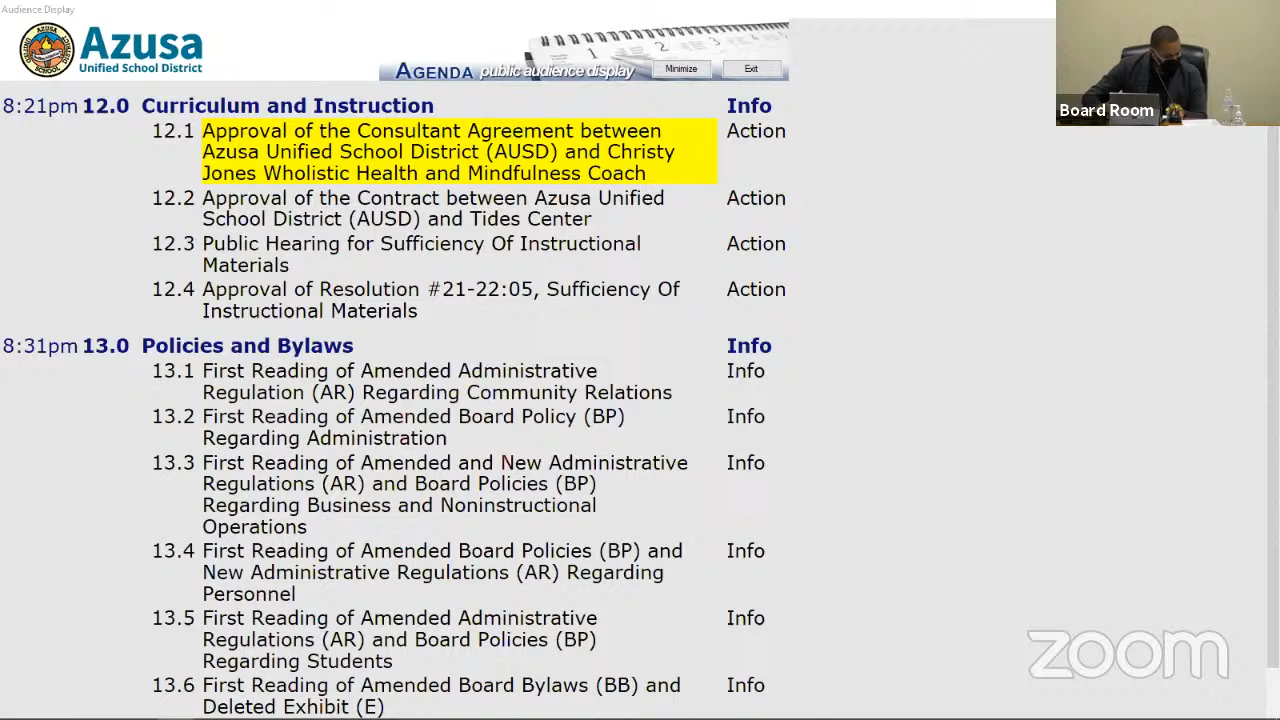 Audience Display
Azusa
Unified School District
AGENDA public audience display
Minimize
Exit
1 2 3 4
8:21pm 12.0 Curriculum and Instruction Info
12.1 Approval of the Consultant Agreement between Action
Azusa Unified School District (AUSD) and Christy
Jones Wholistic Health and Mindfulness Coach
12.2 Approval of the Contract between Azusa Unified Action
School District (AUSD) and Tides Center
12.3 Public Hearing for Sufficiency Of Instructional Action
Materials
12.4 Approval of Resolution #21-22:05, Sufficiency Of Action
Instructional Materials
8:31pm 13.0 Policies and Bylaws Info
13.1 First Reading of Amended Administrative Info
Regulation (AR) Regarding Community Relations
13.2 First Reading of Amended Board Policy (BP) Info
Regarding Administration
13.3 First Reading of Amended and New Administrative Info
Regulations (AR) and Board Policies (BP)
Regarding Business and Noninstructional
Operations
13.4 First Reading of Amended Board Policies (BP) and Info
New Administrative Regulations (AR) Regarding
Personnel
13.5 First Reading of Amended Administrative Info
Regulations (AR) and Board Policies (BP)
Regarding Students
13.6 First Reading of Amended Board Bylaws (BB) and Info
Deleted Exhibit (E)
Board Room
zoom